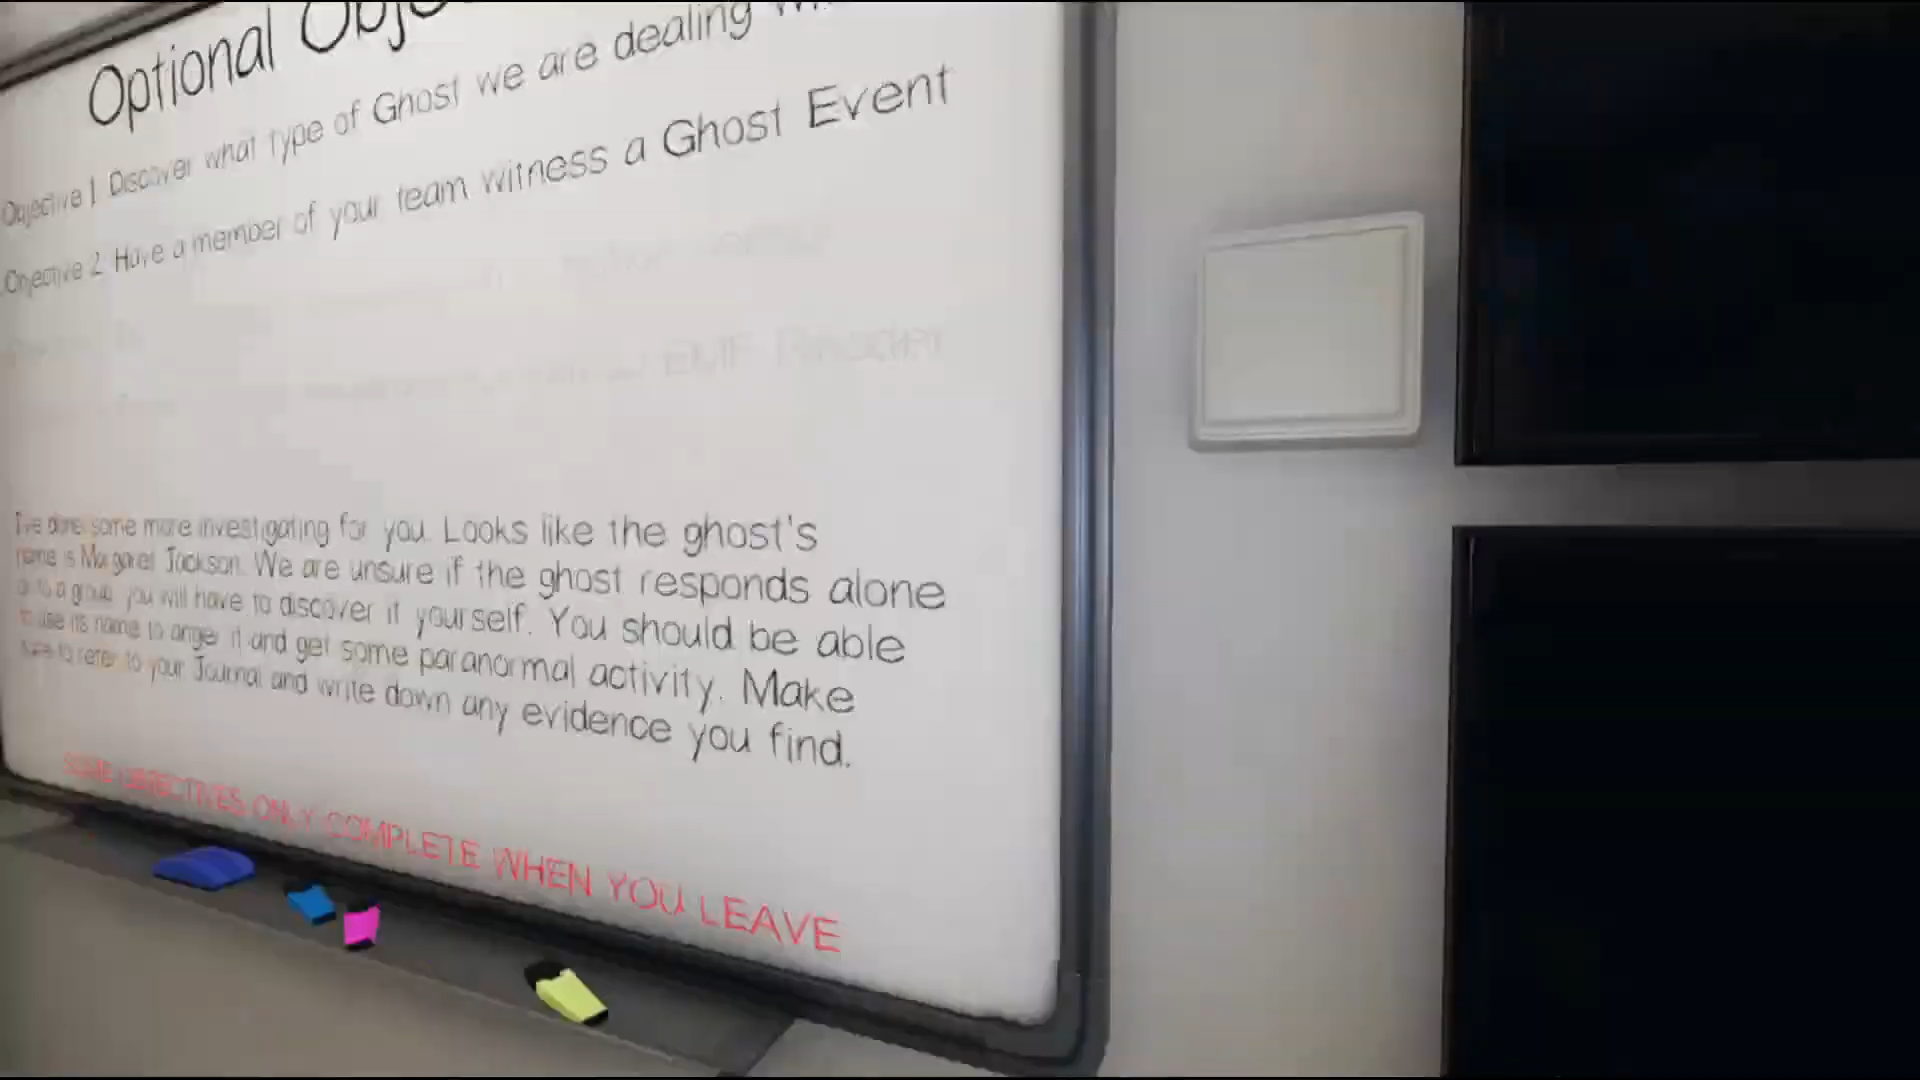 Optional
Objective 1 Discover what type of Ghost we are dealing
Objective 2 Have a member of your team witness a Ghost Event
EMF Reader
I've done some more investigating for you. Looks like the ghost's
name is Margaret Jackson. We are unsure if the ghost responds alone
or to a group, you will have to discover it yourself. You should be able
to use its name to anger it and get some paranormal activity. Make
sure to refer to your Journal and write down any evidence you find.
SOME OBJECTIVES ONLY COMPLETE WHEN YOU LEAVE